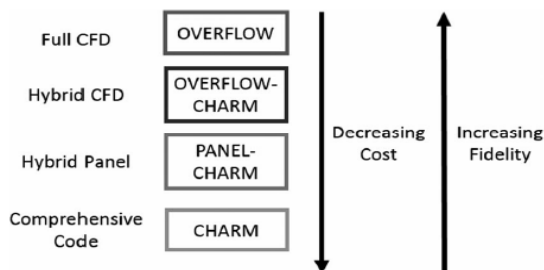 Full CFD
OVERFLOW
Hybrid CFD
OVERFLOW-
CHARM
Hybrid Panel
PANEL-
CHARM
Comprehensive
Code
CHARM
Decreasing
Cost
Increasing
Fidelity